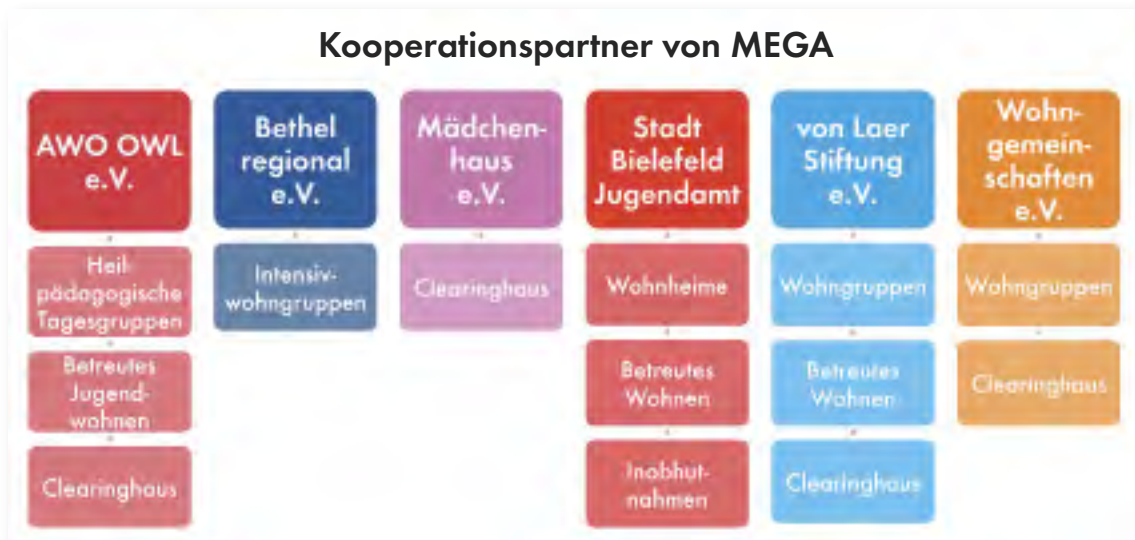 Kooperationspartner von MEGA
AWO OWL
e.V.
Heil-
pädagogische
Tagesgruppen
Betreutes
Jugend-
wohnen
Clearinghaus
Bethel
regional
e.V.
Intensiv-
wohngruppen
Mädchen-
haus
e.V.
Clearinghaus
Stadt
Bielefeld
Jugendamt
Wohnheime
Betreutes
Wohnen
Inobhut-
nahmen
von Laer
Stiftung
e.V.
Wohngruppen
Betreutes
Wohnen
Clearinghaus
Wohn-
gemein-
schaften
e.V.
Wohngruppen
Clearinghaus